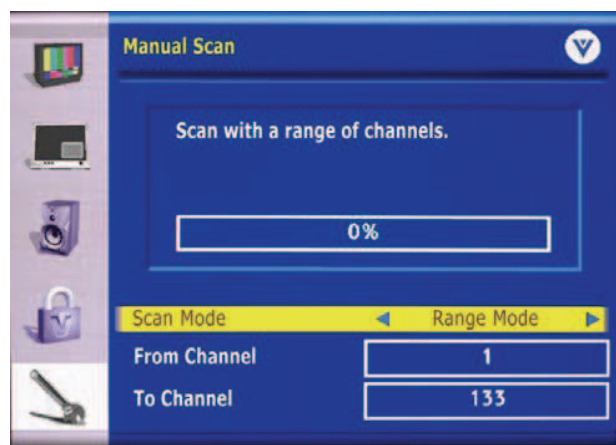 Manual Scan
V
Scan with a range of channels.
0%
Scan Mode Range Mode
From Channel 1
To Channel 133